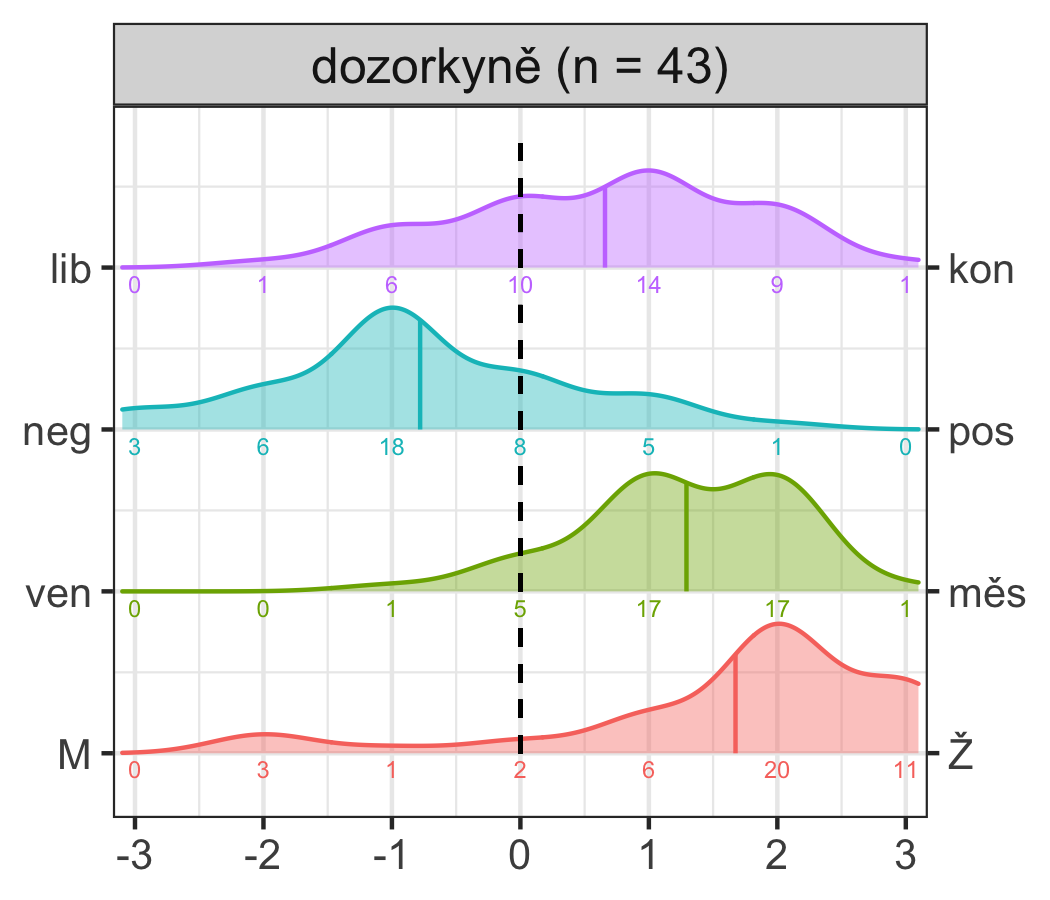 dozorkyně (n = 43)
lib kon
0 1 6 10 14 9 1
neg pos
3 6 18 8 5 1 0
ven měs
0 0 1 5 17 17 1
M Ž
0 3 1 2 6 20 11
-3 -2 -1 0 1 2 3